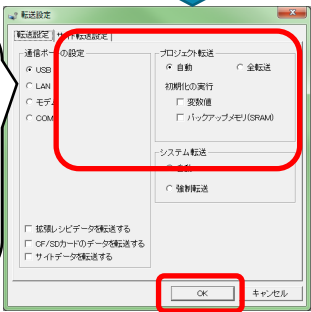 転送設定
転送設定 サイト転送設定
通信ポートの設定
USB
LAN
モデム
COM
拡張レシピデータを転送する
CF/SDカードのデータを転送する
サイトデータを転送する
プロジェクト転送
自動 全転送
初期化の実行
変数値
バックアップメモリ(SRAM)
システム転送
自動
強制転送
OK キャンセル